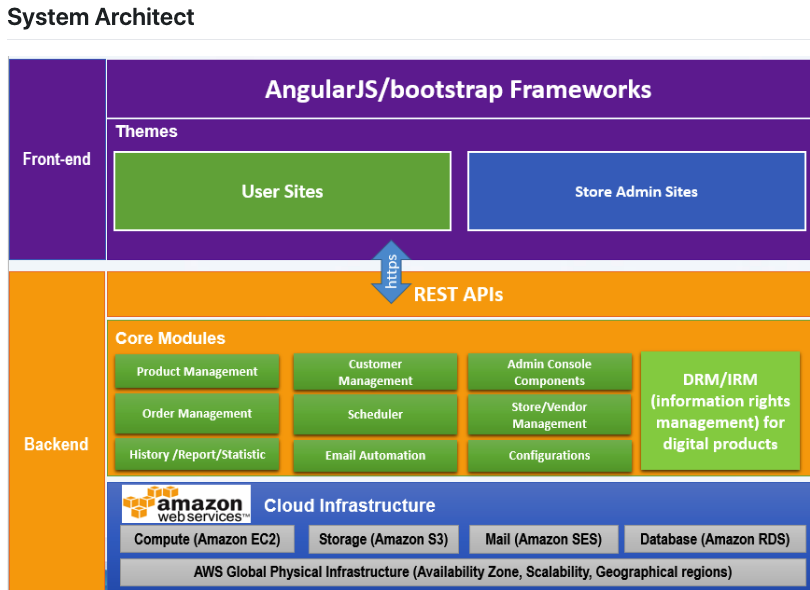 System Architect
AngularJS/bootstrap Frameworks
Front-end
Themes
User Sites
Store Admin Sites
https
REST APIs
Backend
Core Modules
Product Management
Customer
Management
Admin Console
Components
Order Management
Scheduler
Store/Vendor
Management
History /Report/Statistic
Email Automation
Configurations
DRM/IRM
(information rights
management) for
digital products
amazon
webservices™
Cloud Infrastructure
Compute (Amazon EC2)
Storage (Amazon S3)
Mail (Amazon SES)
Database (Amazon RDS)
AWS Global Physical Infrastructure (Availability Zone, Scalability, Geographical regions)